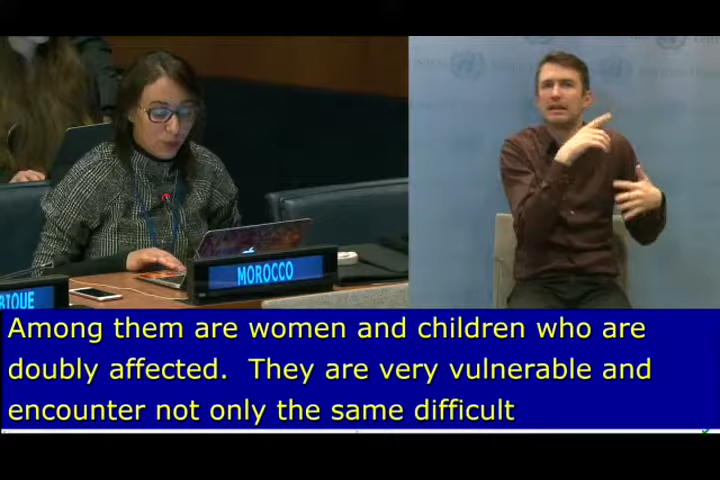 MOROCCO
BIQUE
Among them are women and children who are
doubly affected.  They are very vulnerable and
encounter not only the same difficult